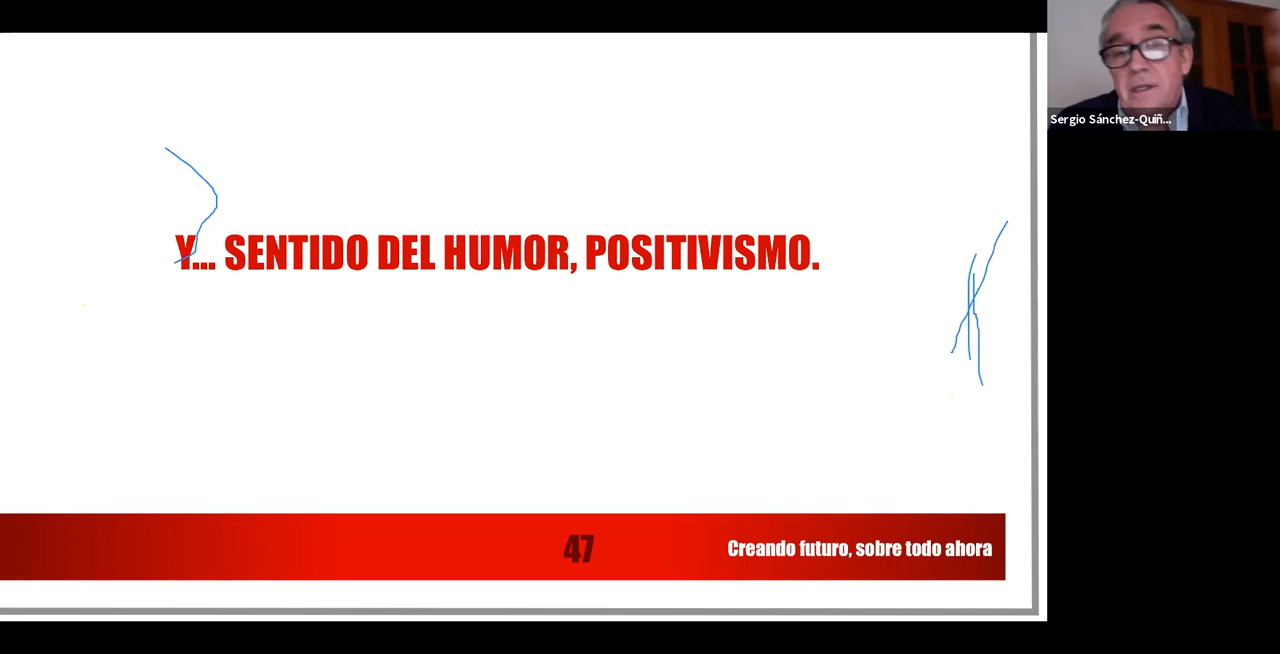 Sergio Sánchez-Quiñ...
Y... SENTIDO DEL HUMOR, POSITIVISMO.
47
Creando futuro, sobre todo ahora